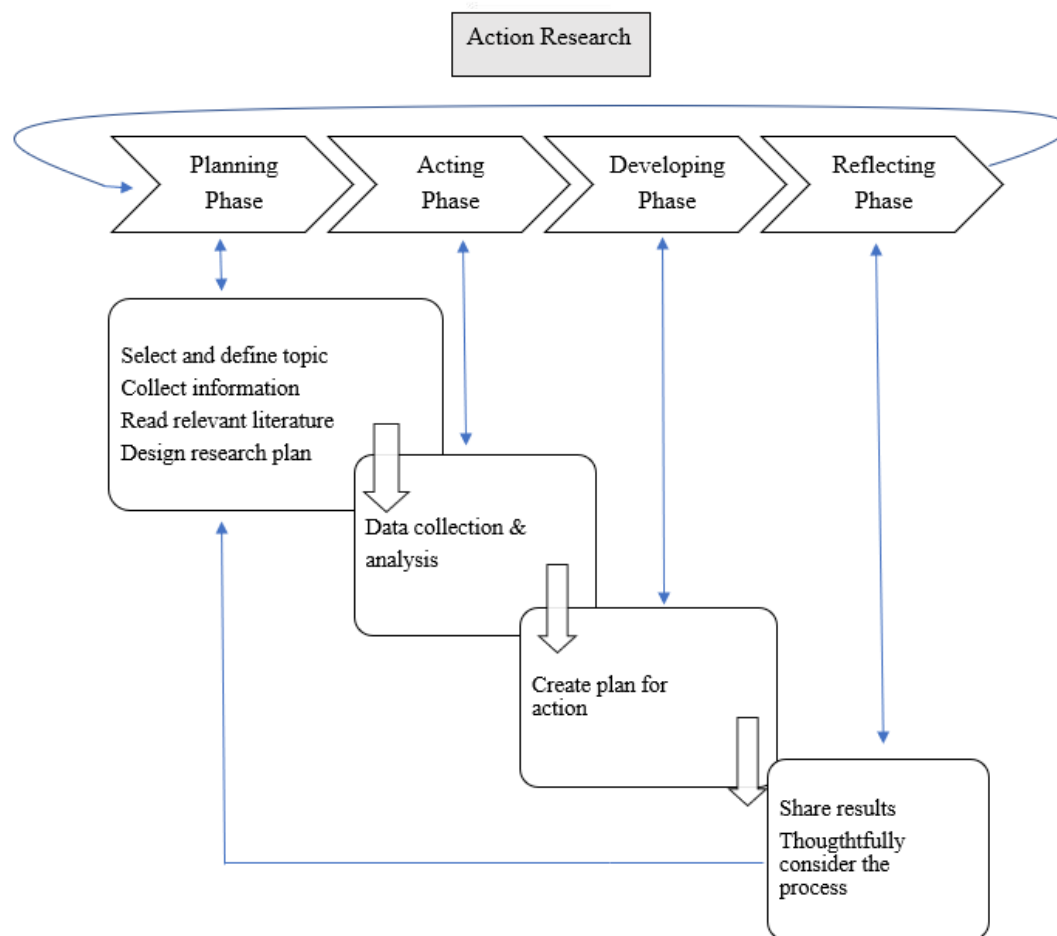 Action Research
Planning
Phase
Acting
Phase
Developing
Phase
Reflecting
Phase
Select and define topic
Collect information
Read relevant literature
Design research plan
Data collection &
analysis
Create plan for
action
Share results
Thougthtfully
consider the
process